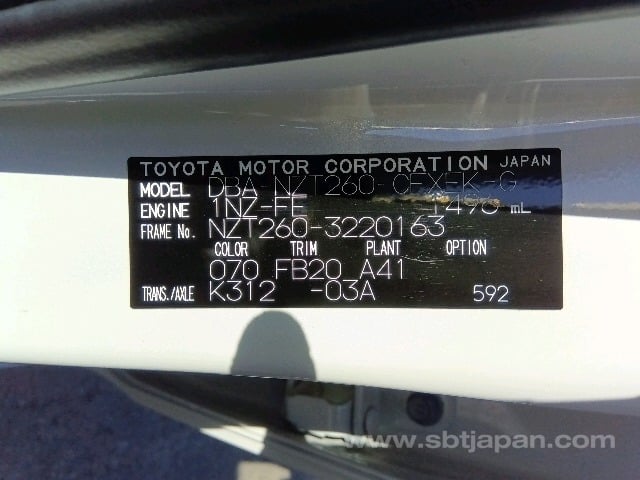 TOYOTA MOTOR CORPORATION JAPAN
MODEL DBA-NZT260-CEXEK-G
ENGINE 1NZ-FE 1496 mL
FRAME No. NZT260-3220163
COLOR TRIM PLANT OPTION
070 FB20 A41
TRANS./AXLE K312 -03A 592
www.sbtjapan.com